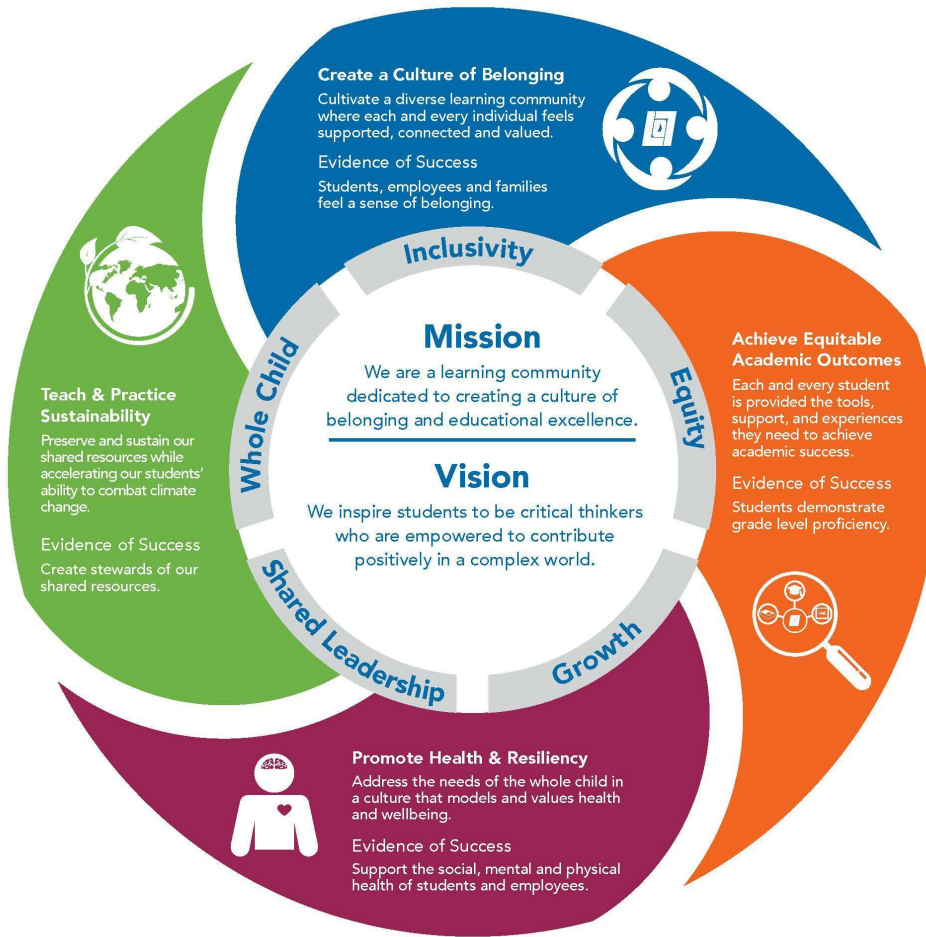 Create a Culture of Belonging
Cultivate a diverse learning community
where each and every individual feels
supported, connected and valued.
Evidence of Success
Students, employees and families
feel a sense of belonging.
Inclusivity
Equity
Growth
Shared Leadership
Whole Child
Mission
We are a learning community
dedicated to creating a culture of
belonging and educational excellence.
Vision
We inspire students to be critical thinkers
who are empowered to contribute
positively in a complex world.
Achieve Equitable
Academic Outcomes
Each and every student
is provided the tools,
support, and experiences
they need to achieve
academic success.
Evidence of Success
Students demonstrate
grade level proficiency.
Promote Health & Resiliency
Address the needs of the whole child in
a culture that models and values health
and wellbeing.
Evidence of Success
Support the social, mental and physical
health of students and employees.
Teach & Practice
Sustainability
Preserve and sustain our
shared resources while
accelerating our students’
ability to combat climate
change.
Evidence of Success
Create stewards of our
shared resources.